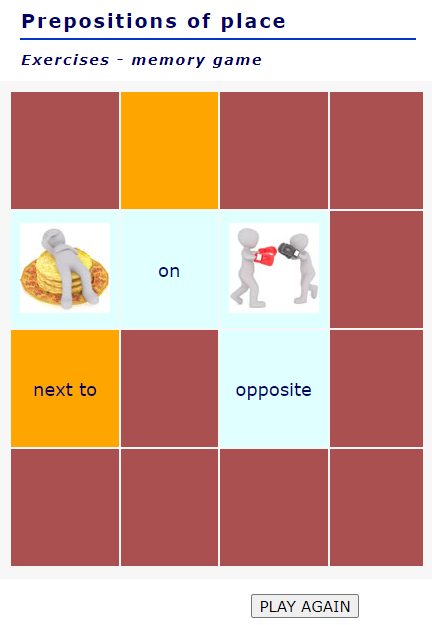 Prepositions of place
Exercises - memory game
on
next to
opposite
PLAY AGAIN